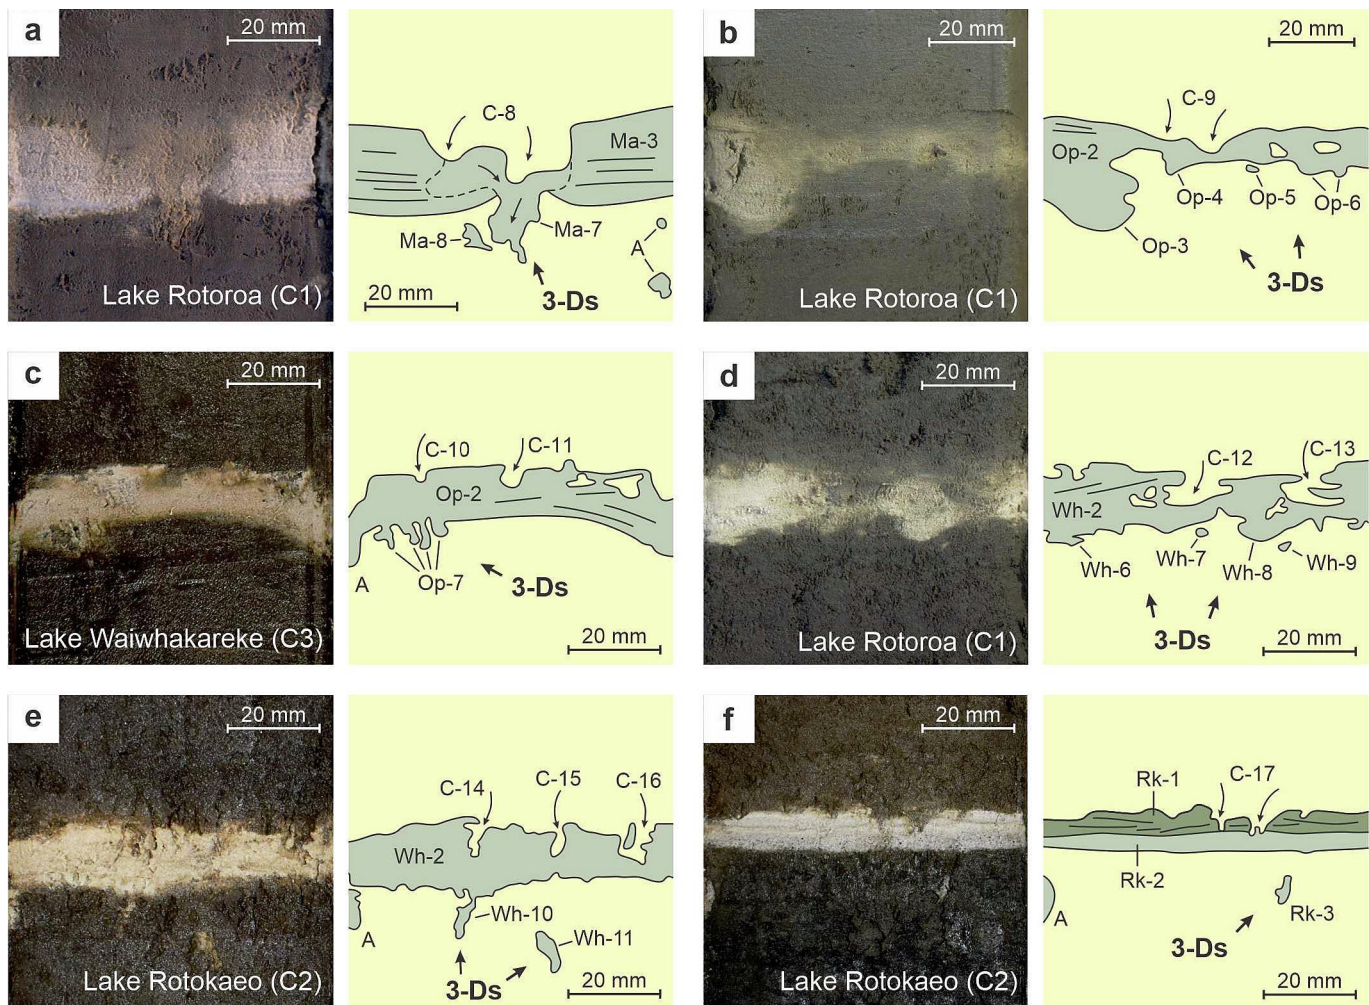 a
20 mm
Lake Rotoroa (C1)
C-8
Ma-3
Ma-8
Ma-7
A
20 mm
3-Ds
b
20 mm
Lake Rotoroa (C1)
20 mm
C-9
Op-2
Op-4
Op-5
Op-6
Op-3
3-Ds
c
20 mm
Lake Waiwhakareke (C3)
C-10
C-11
Op-2
A
Op-7
3-Ds
20 mm
d
20 mm
Lake Rotoroa (C1)
C-12
C-13
Wh-2
Wh-6
Wh-7
Wh-8
Wh-9
3-Ds
20 mm
e
20 mm
Lake Rotokaeo (C2)
C-14
C-15
C-16
Wh-2
Wh-10
A
Wh-11
3-Ds
20 mm
f
20 mm
Lake Rotokaeo (C2)
Rk-1
C-17
Rk-2
A
Rk-3
3-Ds
20 mm